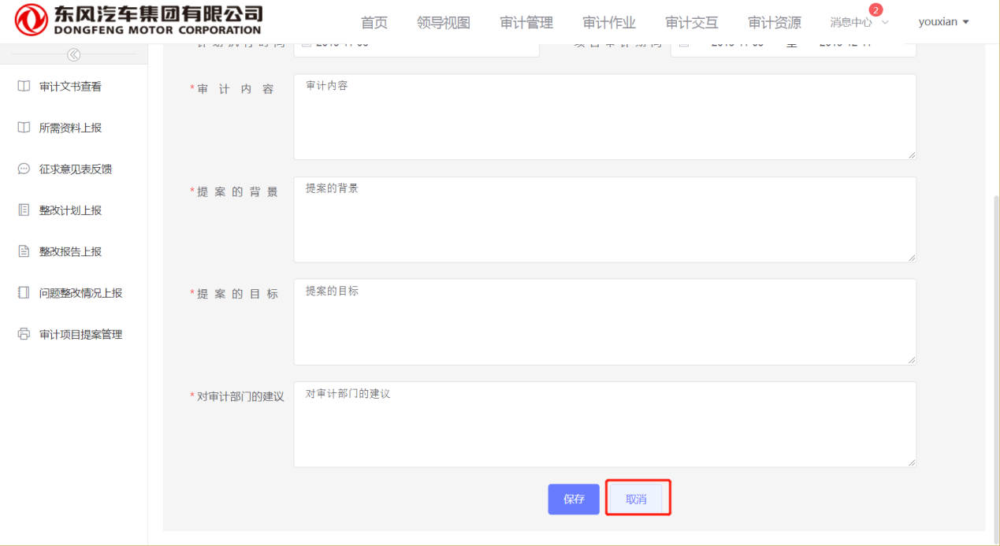 东风汽车集团有限公司
DONGFENG MOTOR CORPORATION
首页 领导视图 审计管理 审计作业 审计交互 审计资源 消息中心 2 youxian
审计文书查看
所需资料上报
征求意见表反馈
整改计划上报
整改报告上报
问题整改情况上报
审计项目提案管理
*审计内容 审计内容
*提案的背景 提案的背景
*提案的目标 提案的目标
*对审计部门的建议 对审计部门的建议
保存 取消